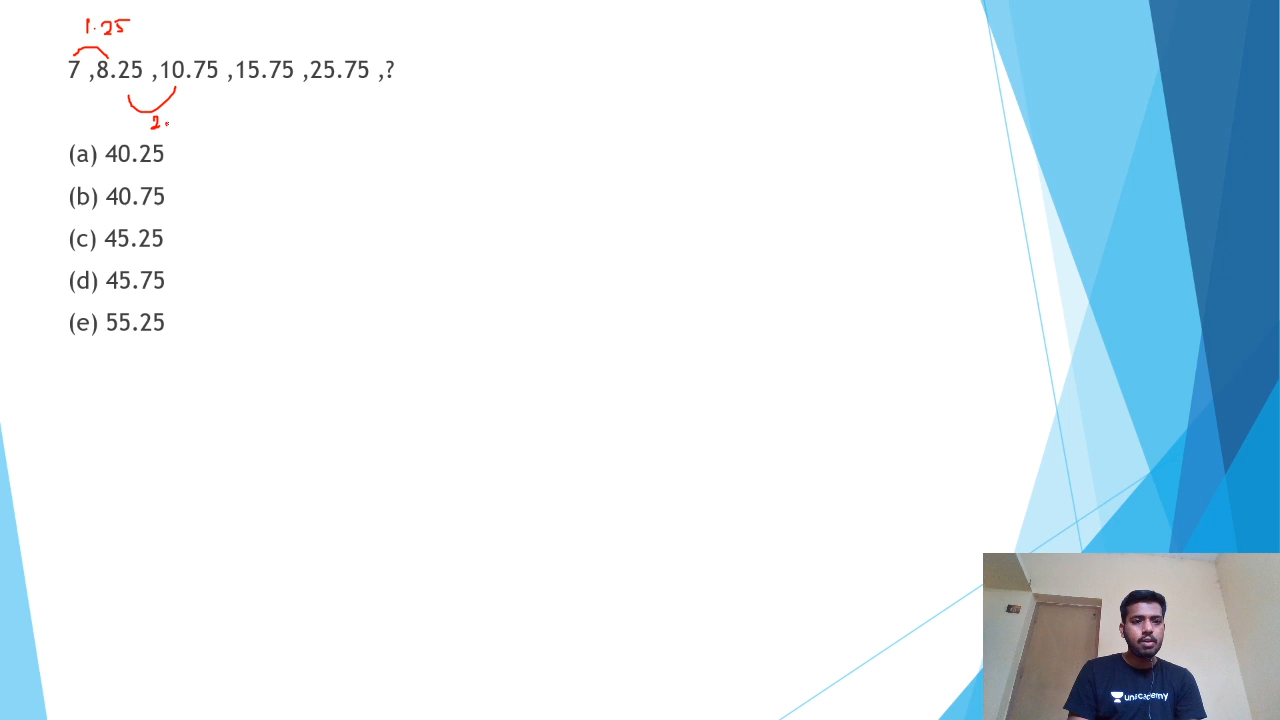 1.25
7 ,8.25 ,10.75 ,15.75 ,25.75 ,?
2.
(a) 40.25
(b) 40.75
(c) 45.25
(d) 45.75
(e) 55.25
unacademy